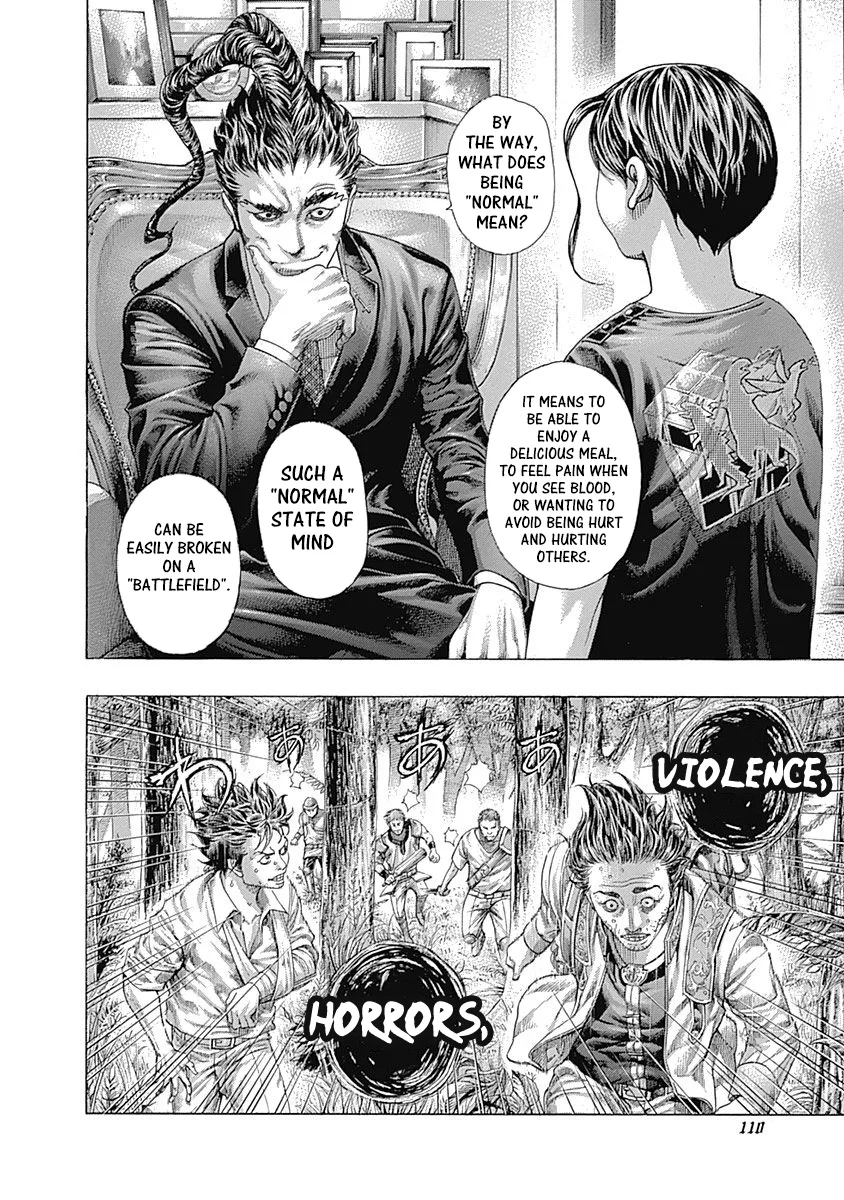 BY
THE WAY,
WHAT DOES
BEING
"NORMAL"
MEAN?
IT MEANS TO
BE ABLE TO
ENJOY A
DELICIOUS MEAL,
TO FEEL PAIN WHEN
YOU SEE BLOOD,
OR WANTING TO
AVOID BEING HURT
AND HURTING
OTHERS.
SUCH A
"NORMAL"
STATE OF
MIND
CAN BE
EASILY BROKEN
ON A
"BATTLEFIELD".
VIOLENCE,
わぁああ
HORRORS,
110